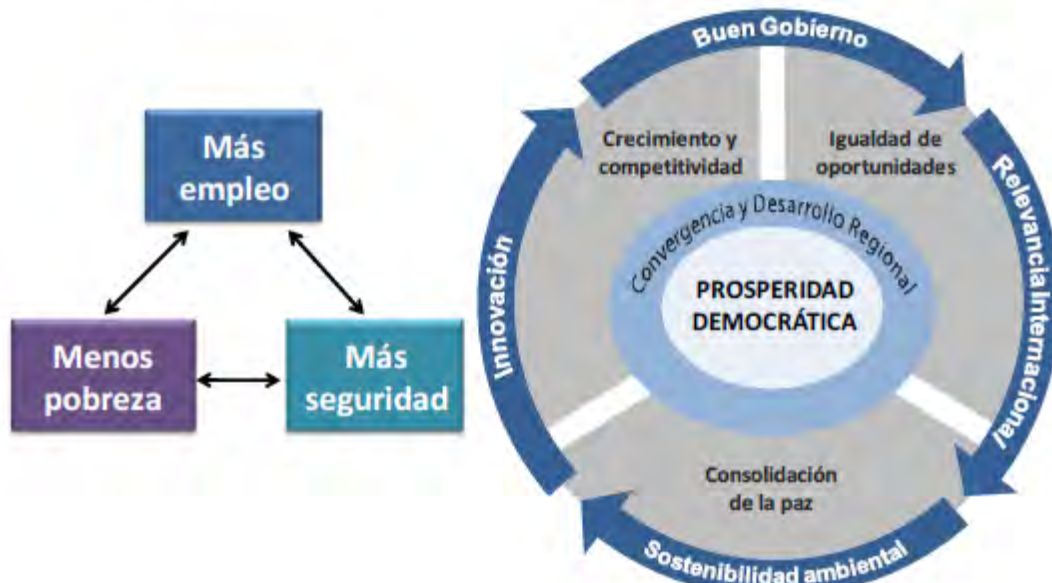 Más
empleo
Menos
pobreza
Más
seguridad
Buen Gobierno
Relevancia Internacional
Sostenibilidad ambiental
Innovación
Crecimiento y
competitividad
Igualdad de
oportunidades
Convergencia y Desarrollo Regional
PROSPERIDAD
DEMOCRÁTICA
Consolidación
de la paz